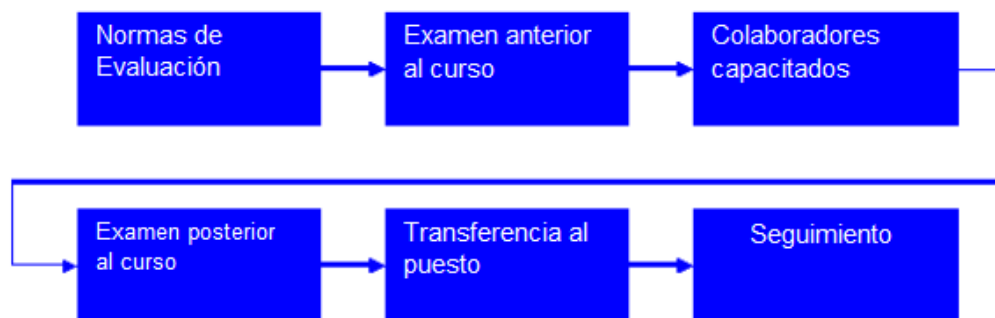 Normas de
Evaluación
Examen anterior
al curso
Colaboradores
capacitados
Examen posterior
al curso
Transferencia al
puesto
Seguimiento